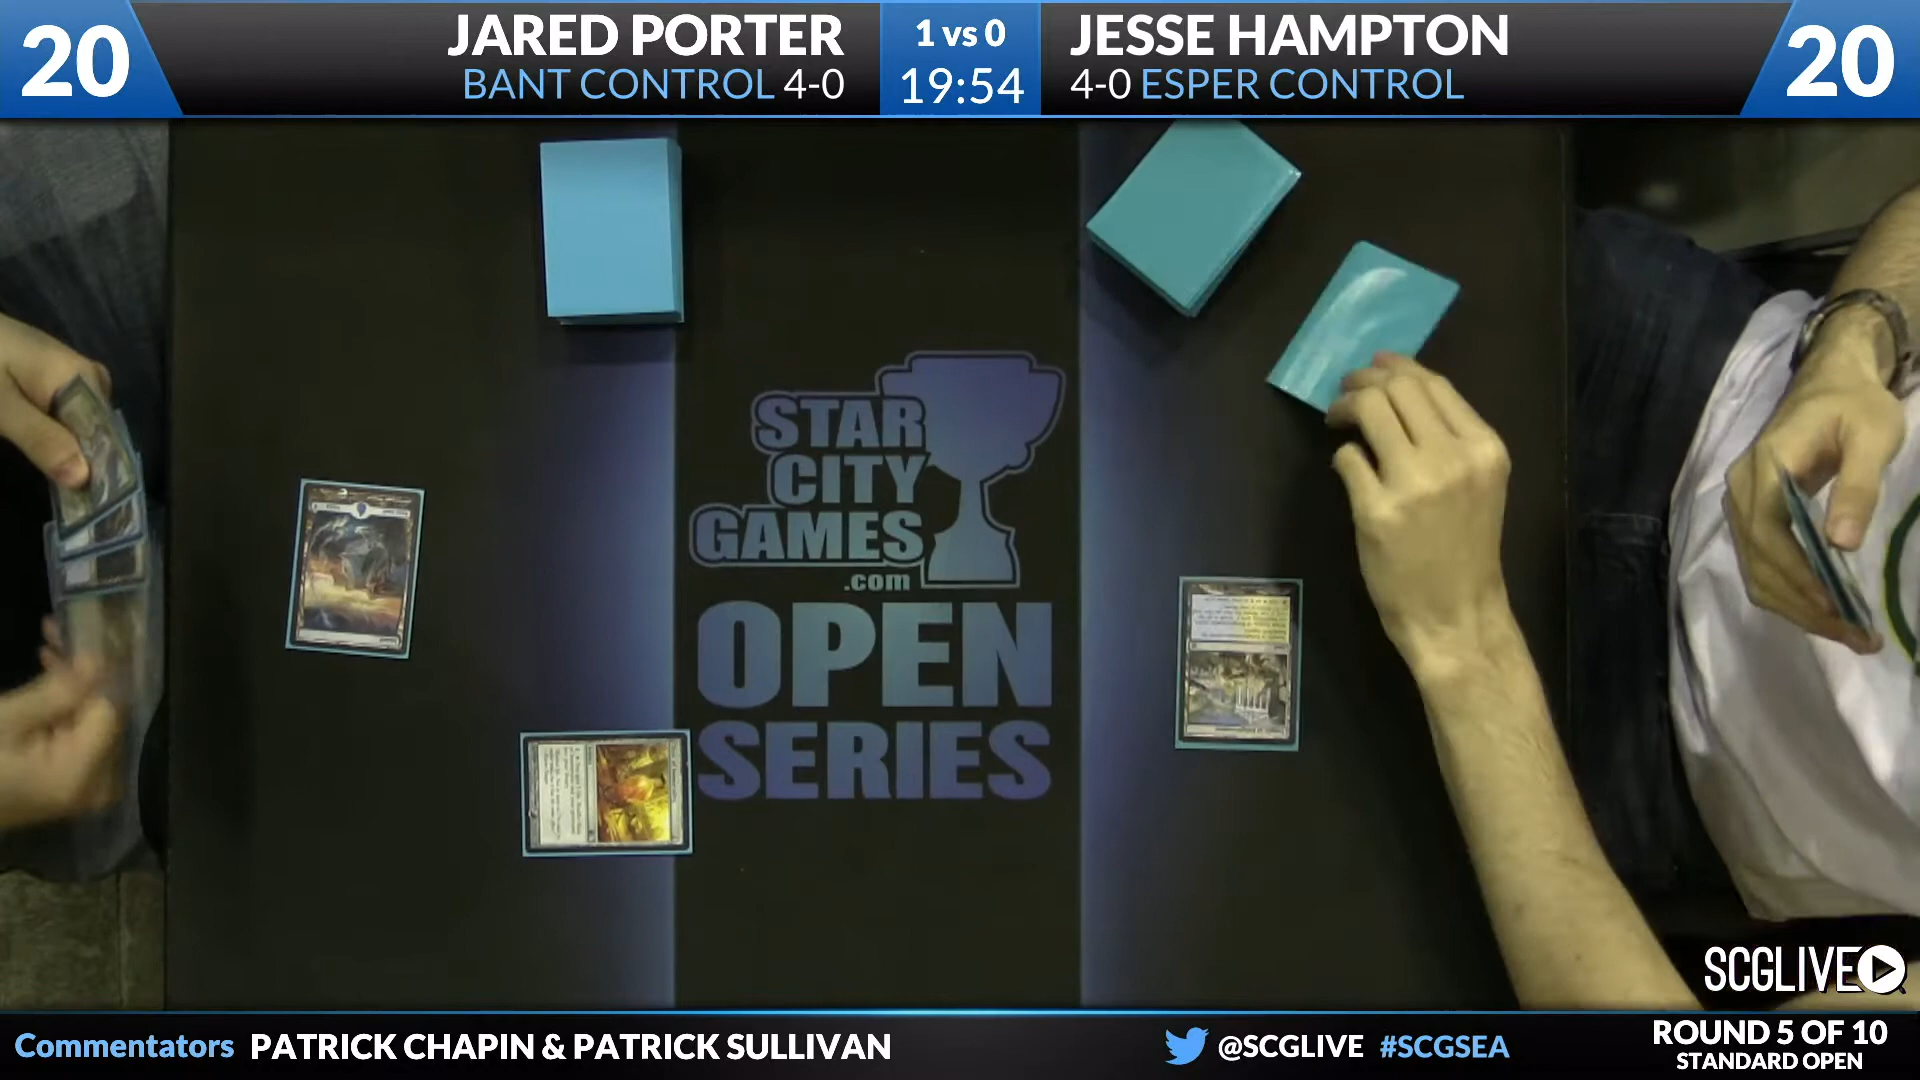 20
JARED PORTER
BANT CONTROL 4-0
1 vs 0
19:54
JESSE HAMPTON
4-0 ESPER CONTROL
20
STAR
CITY
GAMES
.com
OPEN
SERIES
SCGLIVE
Commentators PATRICK CHAPIN & PATRICK SULLIVAN
@SCGLIVE #SCGSEA
ROUND 5 OF 10
STANDARD OPEN